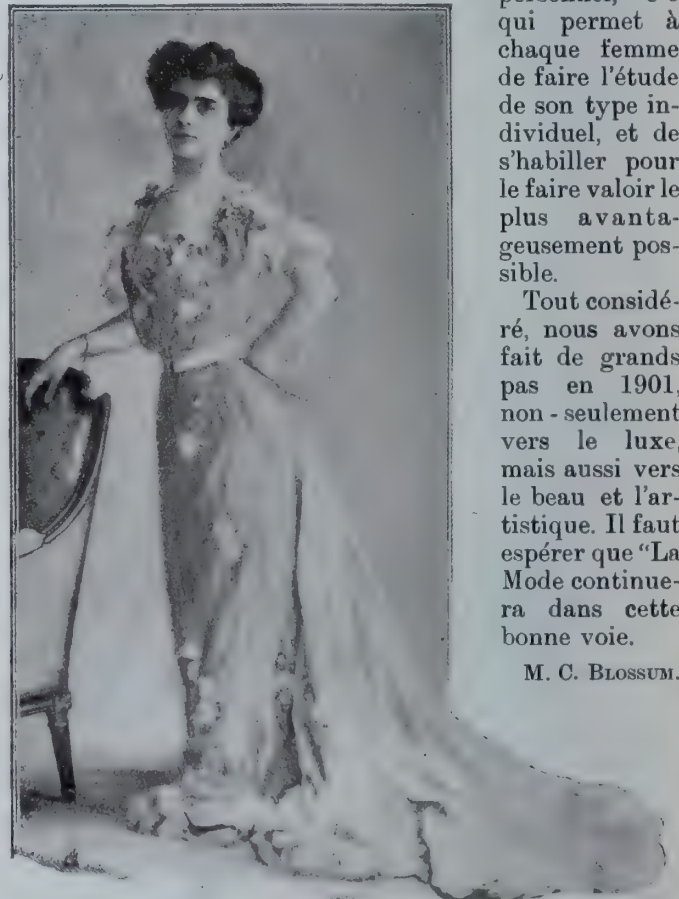 qui permet à
chaque femme
de faire l'étude
de son type in-
dividuel, et de
s'habiller pour
le faire valoir le
plus avanta-
geusement pos-
sible.
Tout considé-
ré, nous avons
fait de grands
pas en 1901,
non - seulement
vers le luxe,
mais aussi vers
le beau et l'ar-
tistique. Il faut
espérer que "La
Mode continue-
ra dans cette
bonne voie.
M. C. BLOSSUM.